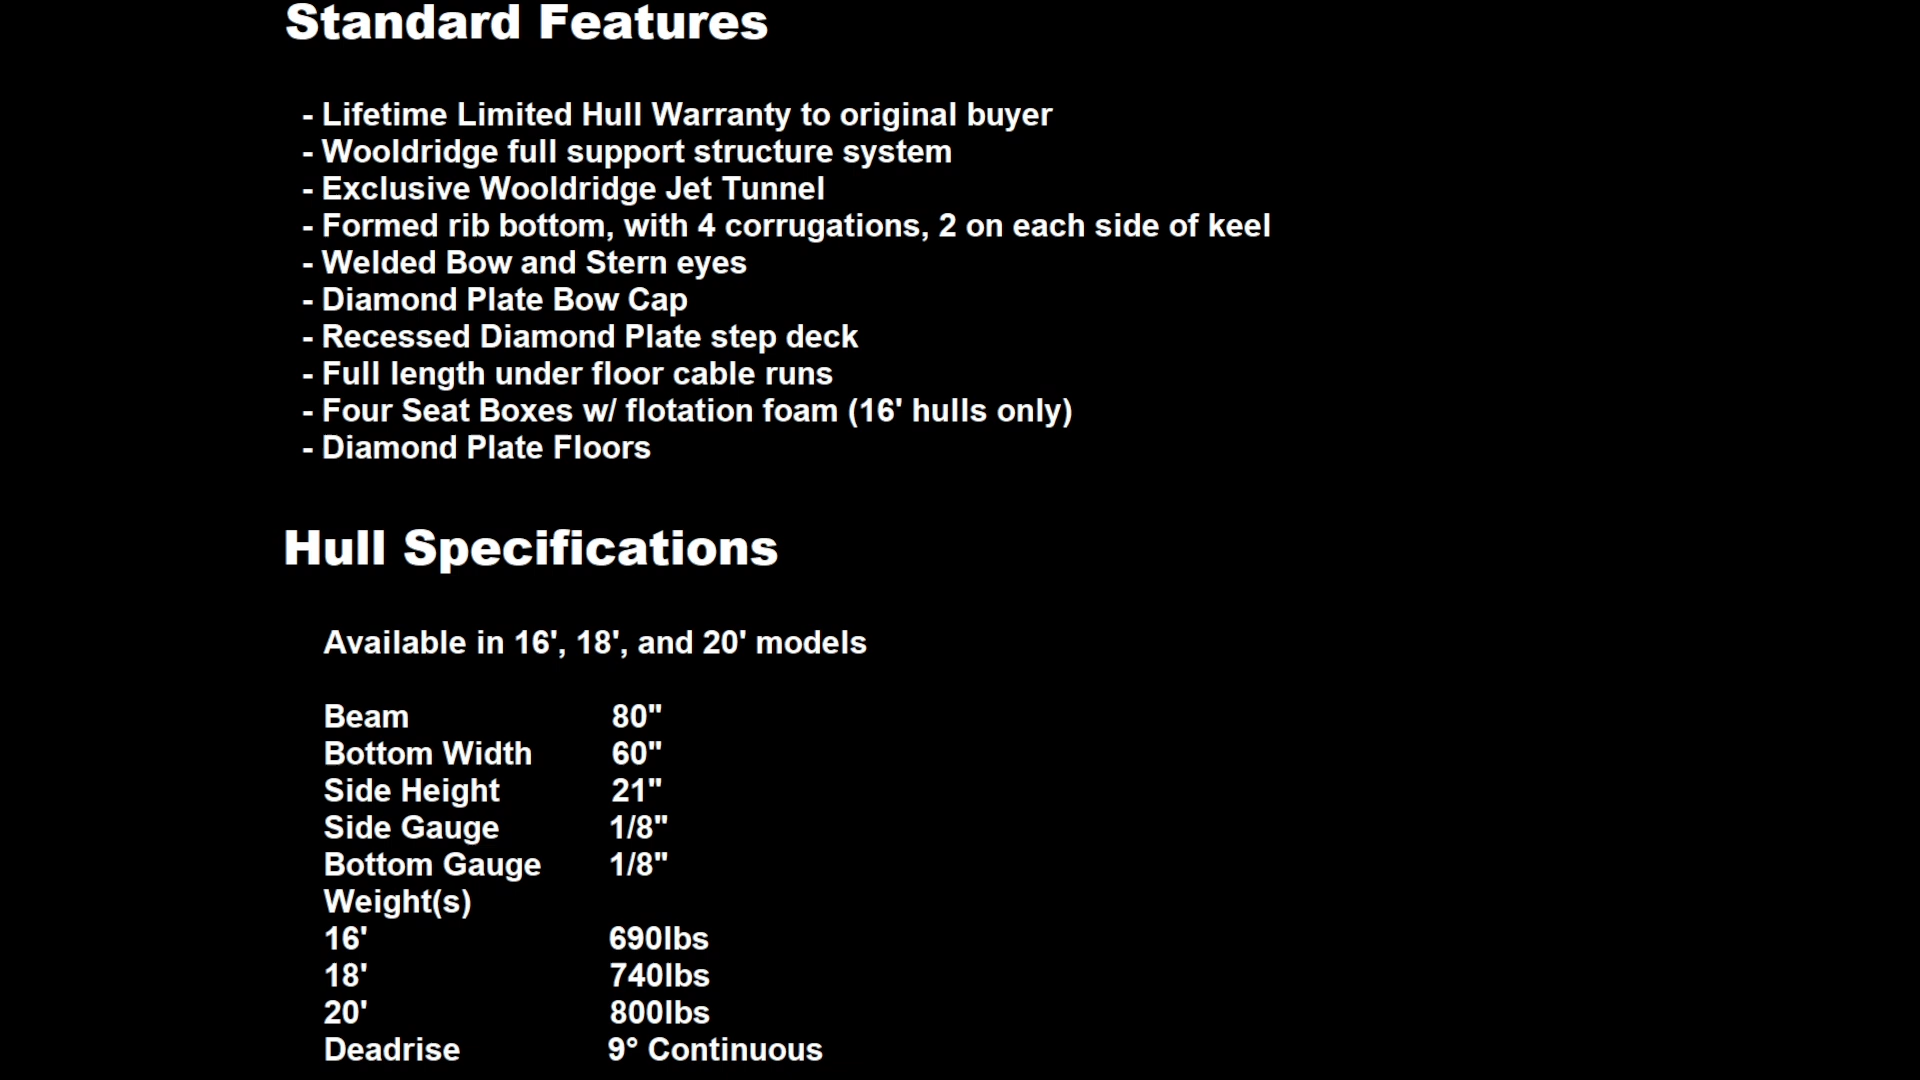 Standard Features
- Lifetime Limited Hull Warranty to original buyer
- Wooldridge full support structure system
- Exclusive Wooldridge Jet Tunnel
- Formed rib bottom, with 4 corrugations, 2 on each side of keel
- Welded Bow and Stern eyes
- Diamond Plate Bow Cap
- Recessed Diamond Plate step deck
- Full length under floor cable runs
- Four Seat Boxes w/ flotation foam (16' hulls only)
- Diamond Plate Floors
Hull Specifications
Available in 16', 18', and 20' models
Beam 80"
Bottom Width 60"
Side Height 21"
Side Gauge 1/8"
Bottom Gauge 1/8"
Weight(s)
16' 690lbs
18' 740lbs
20' 800lbs
Deadrise 9° Continuous